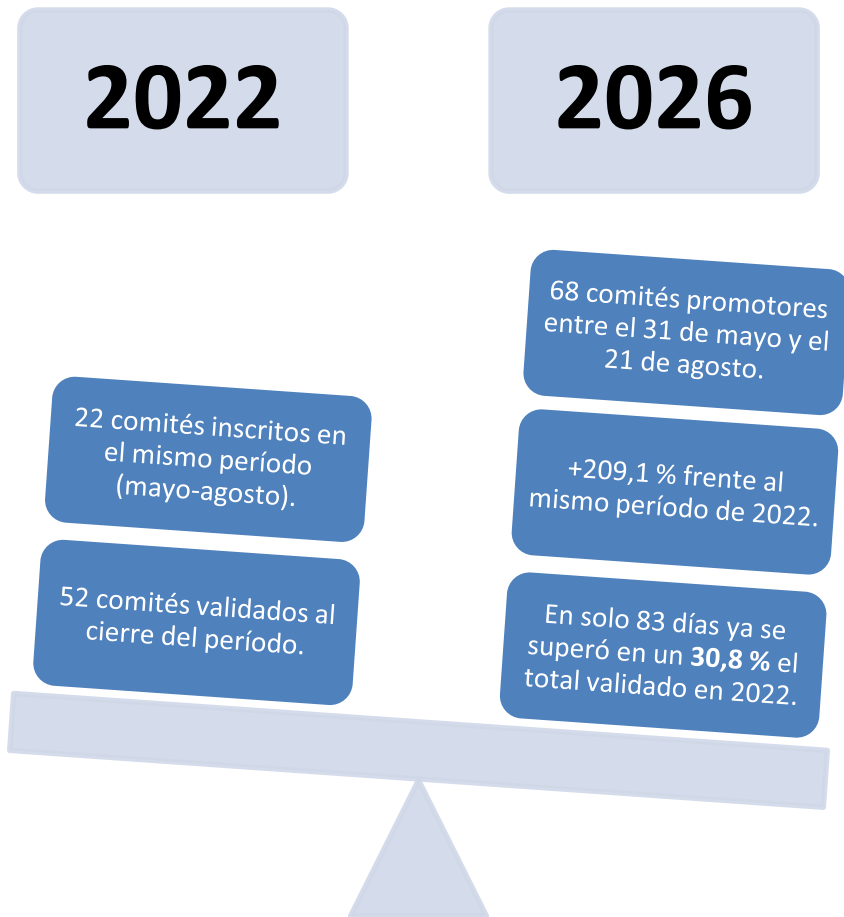 2022
22 comités inscritos en
el mismo período
(mayo-agosto).
52 comités validados al
cierre del período.
2026
68 comités promotores
entre el 31 de mayo y el
21 de agosto.
+209,1 % frente al
mismo período de 2022.
En solo 83 días ya se
superó en un 30,8 % el
total validado en 2022.